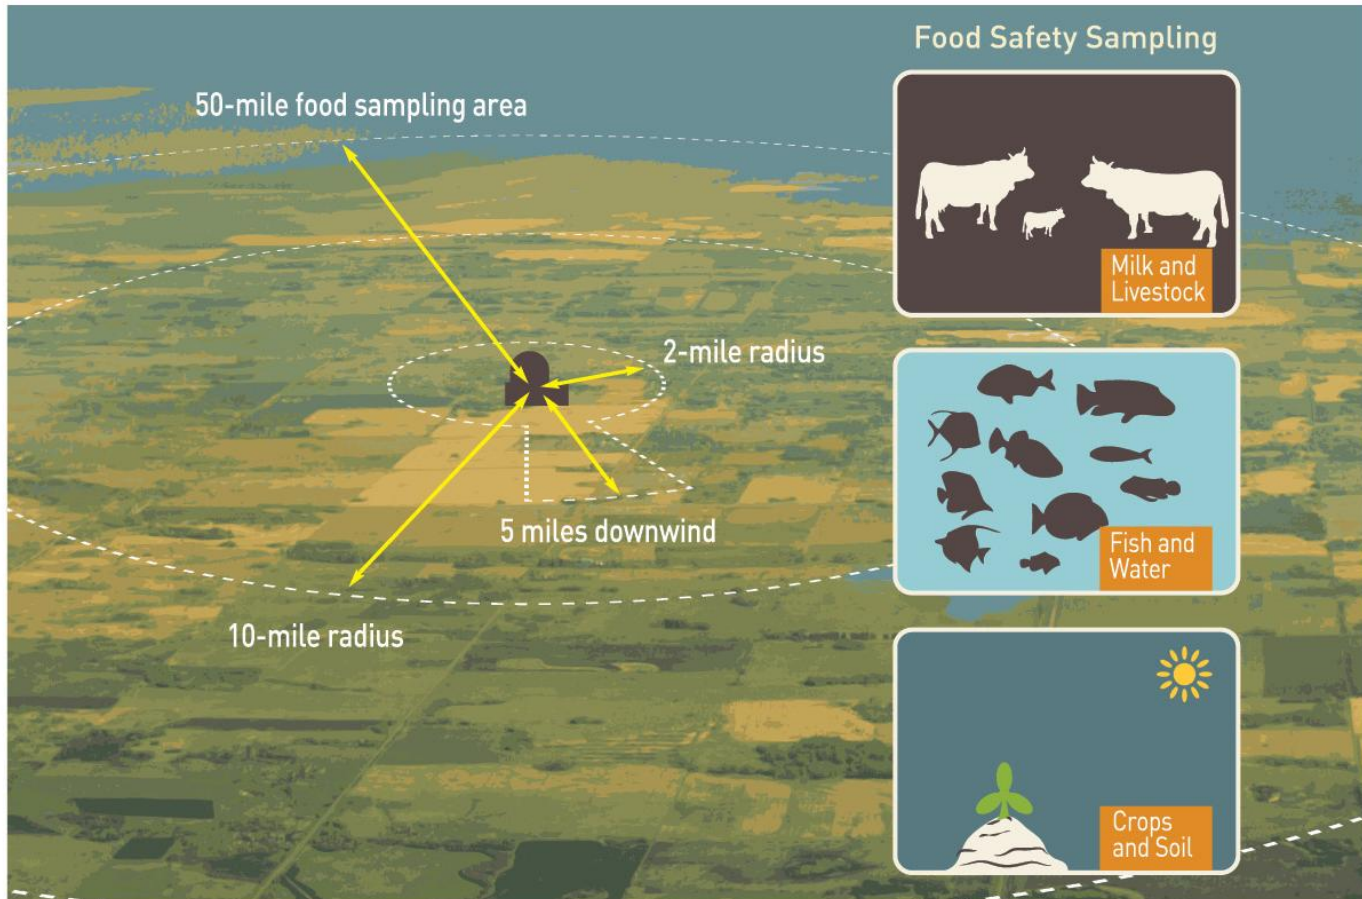 Food Safety Sampling
50-mile food sampling area
2-mile radius
5 miles downwind
10-mile radius
Milk and
Livestock
Fish and
Water
Crops
and Soil